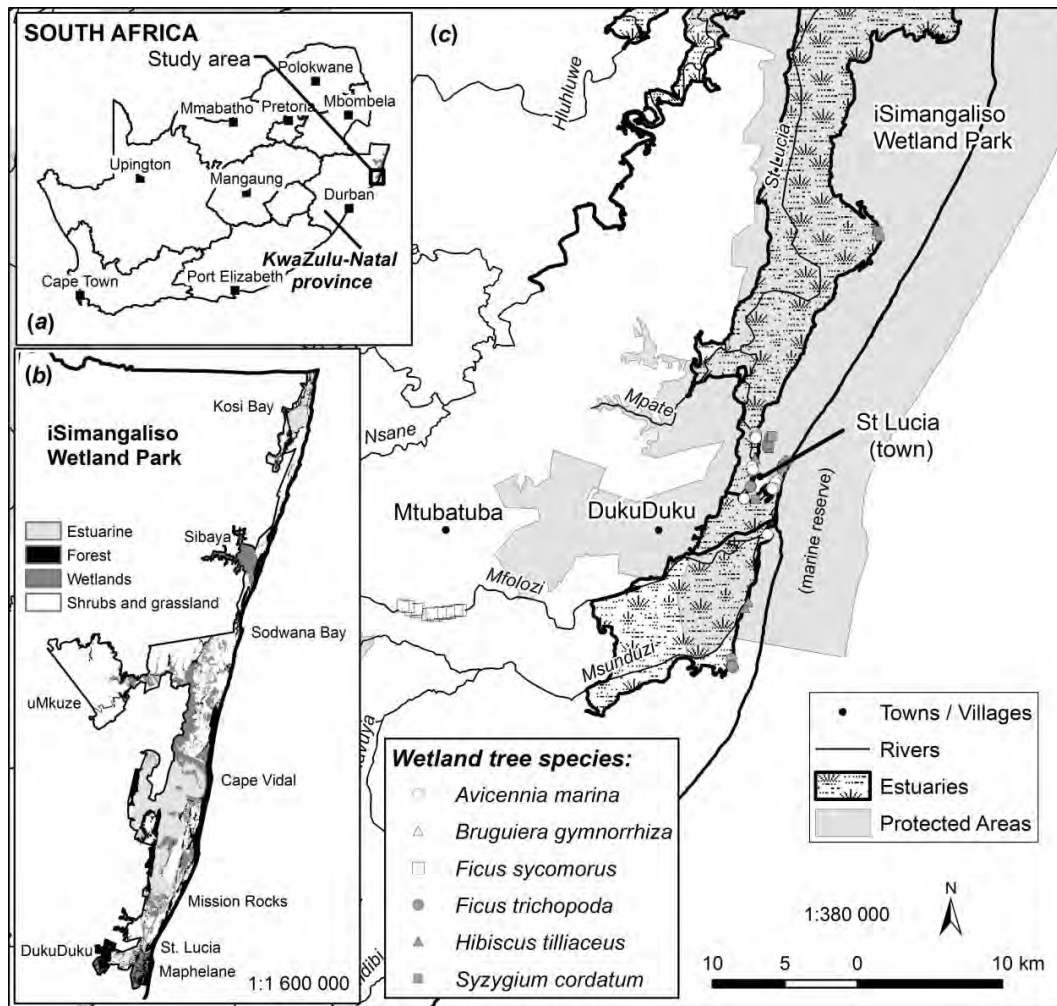 SOUTH AFRICA
Study area
Polokwane
Mmabatho
Pretoria
Mbombela
Upington
Mangaung
Durban
KwaZulu-Natal
province
Cape Town
Port Elizabeth
(a)
(b)
Kosi Bay
iSimangaliso
Wetland Park
Estuarine
Forest
Wetlands
Shrubs and grassland
Sibaya
Sodwana Bay
uMkuze
Cape Vidal
Mission Rocks
DukuDuku
St. Lucia
Maphelane
1:1 600 000
(c)
Hluhluwe
St Lucia
iSimangaliso
Wetland Park
Mpate
Nsane
St Lucia
(town)
Mtubatuba
DukuDuku
(marine reserve)
Mfolozi
Msunduzi
Wetland tree species:
Avicennia marina
Bruguiera gymnorrhiza
Ficus sycomorus
Ficus trichopoda
Hibiscus tilliaceus
Syzygium cordatum
Towns / Villages
Rivers
Estuaries
Protected Areas
1:380 000
N
10 5 0 10 km